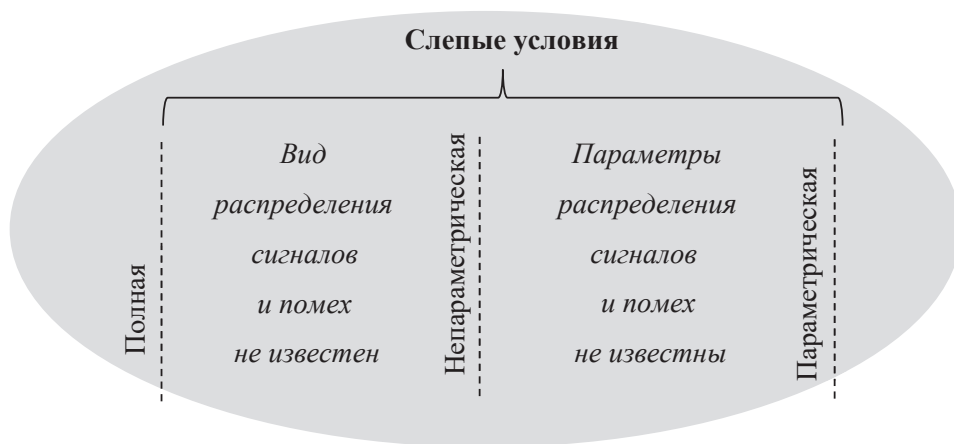 Слепые условия
Полная
Вид
распределения
сигналов
и помех
не известен
Непараметрическая
Параметры
распределения
сигналов
и помех
не известны
Параметрическая